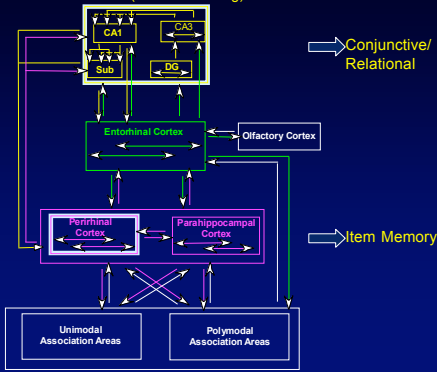 CA1
CA3
Sub
DG
Conjunctive/
Relational
Entorhinal Cortex
Olfactory Cortex
Perirhinal
Cortex
Parahippocampal
Cortex
Item Memory
Unimodal
Association Areas
Polymodal
Association Areas